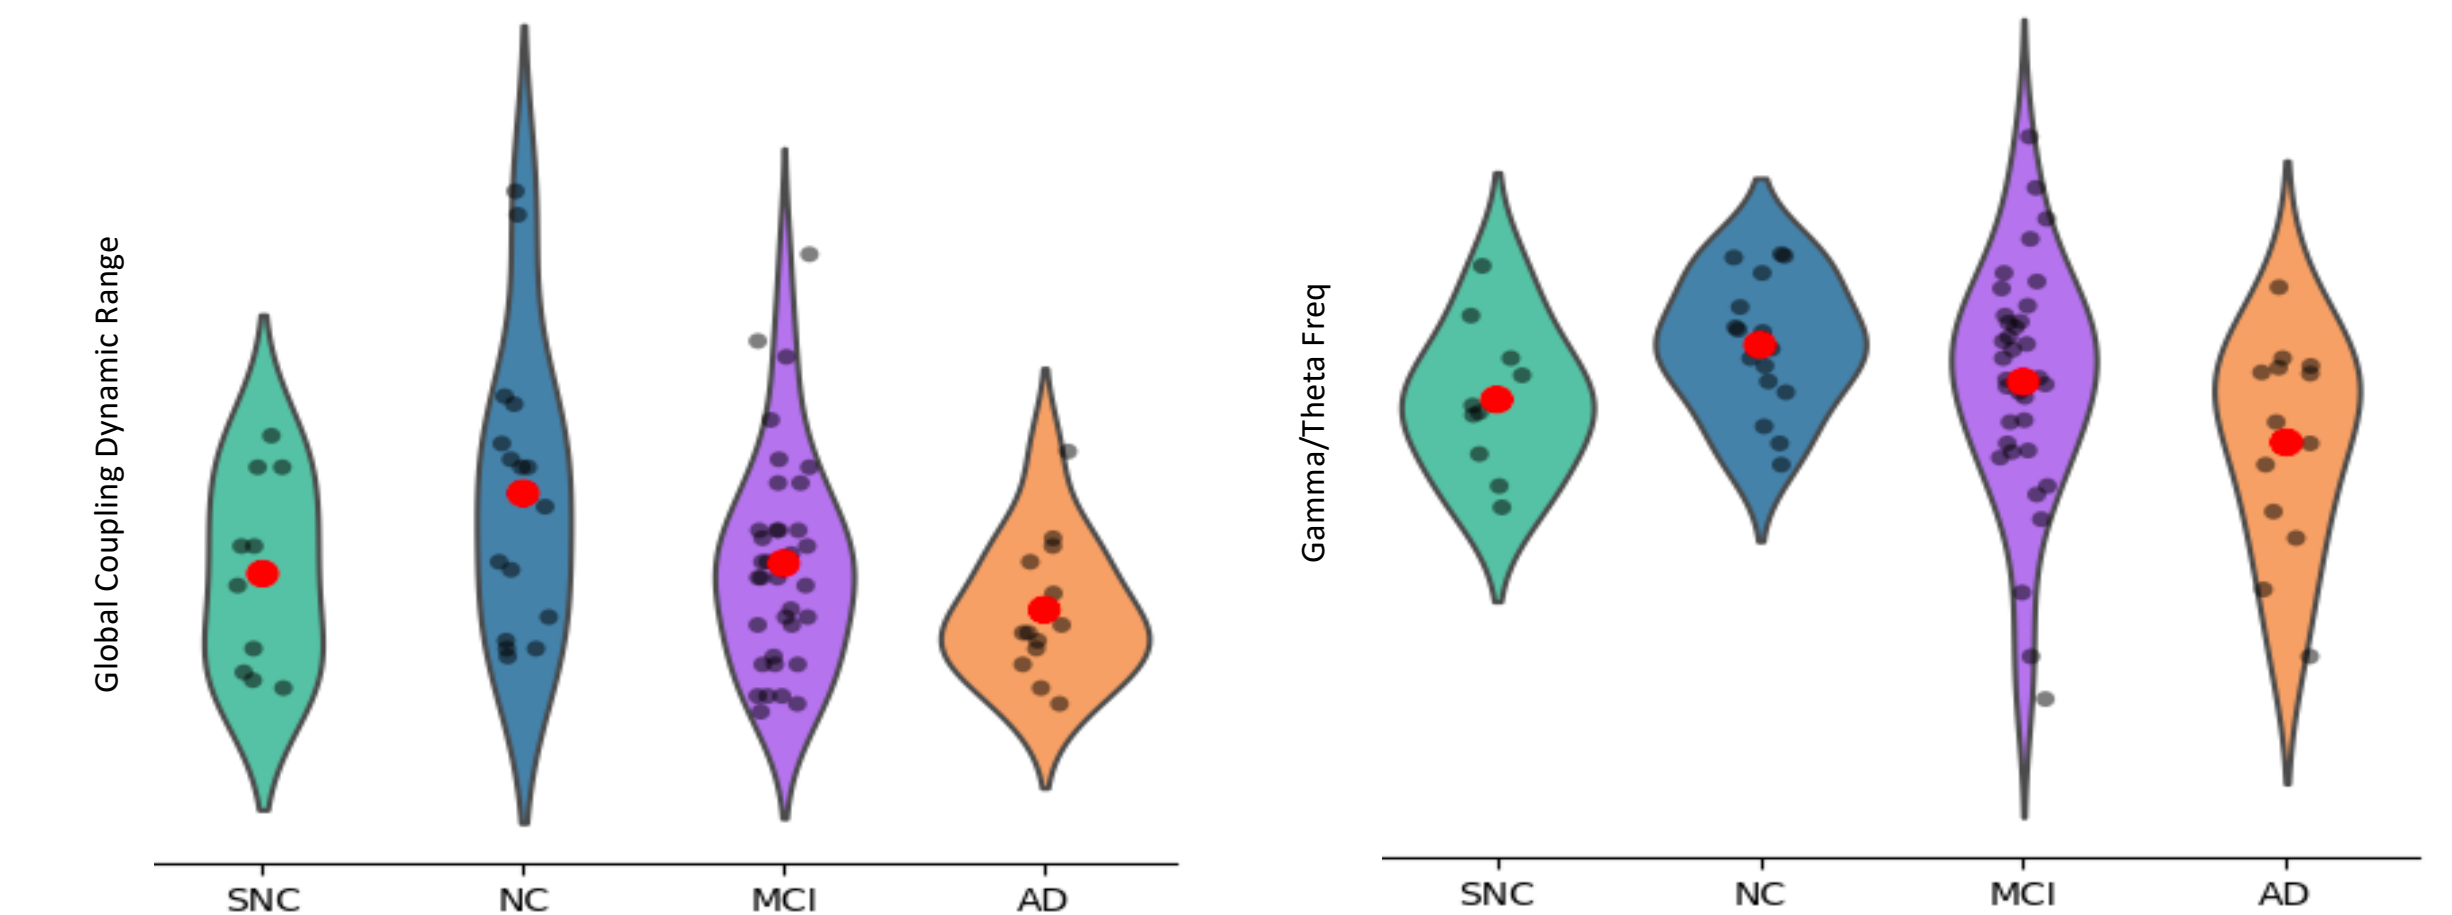 Global Coupling Dynamic Range
SNC NC MCI AD
Gamma/Theta Freq
SNC NC MCI AD